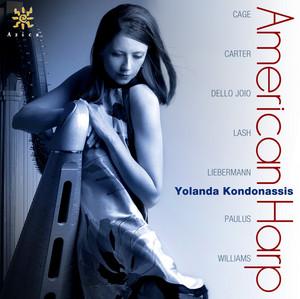 Azica
CAGE
CARTER
DELLO JOIO
LASH
LIEBERMANN
Yolanda Kondonassis
PAULUS
WILLIAMS
American Harp